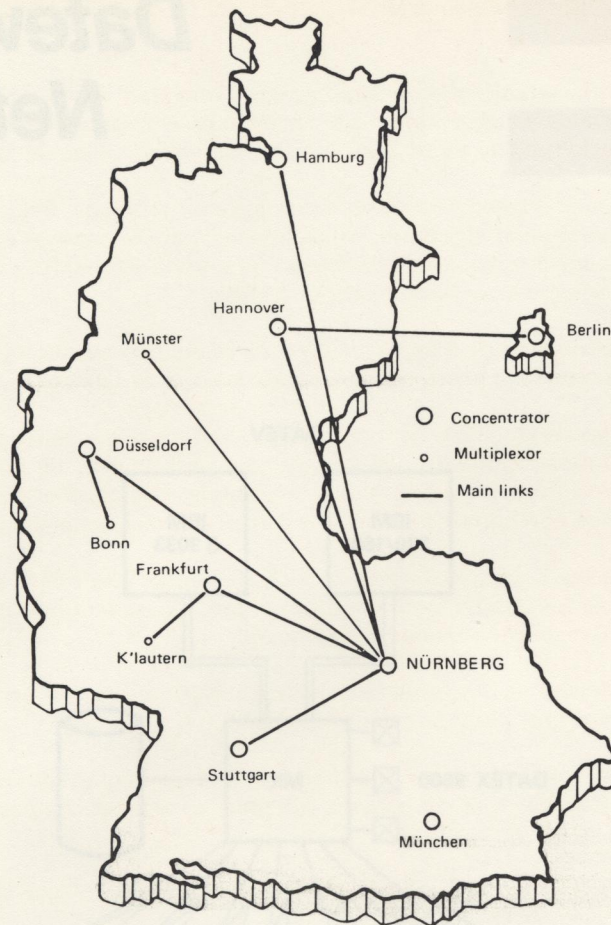 Hamburg
Hannover
Berlin
Münster
Concentrator
Düsseldorf
Multiplexor
Main links
Bonn
Frankfurt
K'lautern
NÜRNBERG
Stuttgart
München